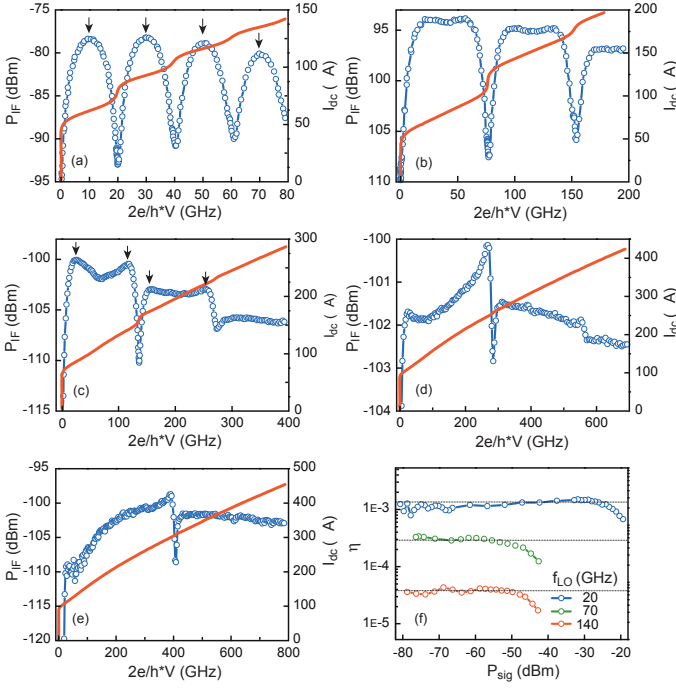 -75
-80
-85
-90
-95
P_IF (dBm)
150
100
50
0
I_dc ( A)
(a)
0 10 20 30 40 50 60 70 80
2e/h*V (GHz)
95
100
105
110
P_IF (dBm)
200
150
100
50
0
I_dc ( A)
(b)
0 50 100 150 200
2e/h*V (GHz)
-100
-105
-110
-115
P_IF (dBm)
300
200
100
0
I_dc ( A)
(c)
0 100 200 300 400
2e/h*V (GHz)
-100
-101
-102
-103
-104
P_IF (dBm)
400
300
200
100
0
I_dc ( A)
(d)
0 200 400 600
2e/h*V (GHz)
-95
-100
-105
-110
-115
-120
P_IF (dBm)
500
400
300
200
100
0
I_dc ( A)
(e)
0 200 400 600 800
2e/h*V (GHz)
1E-3
1E-4
1E-5
η
f_LO (GHz)
20
70
140
(f)
-80 -70 -60 -50 -40 -30 -20
P_sig (dBm)